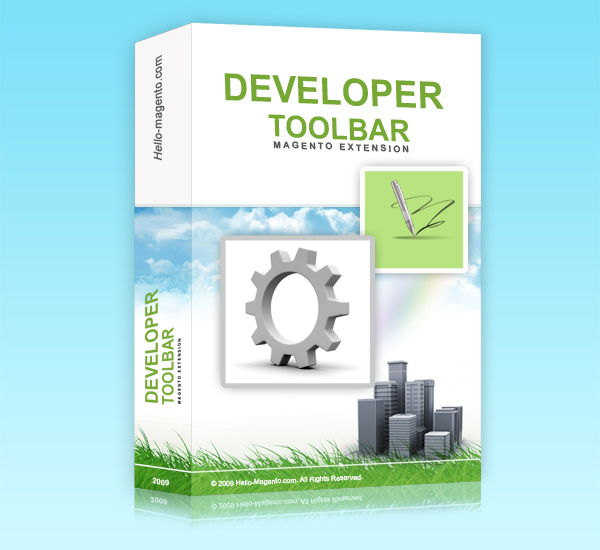 Hello-magento.com
DEVELOPER
TOOLBAR
MAGENTO EXTENSION
DEVELOPER
TOOLBAR
MAGENTO EXTENSION
2009
© 2009 Hello-Magento.com. All Rights Reserved.